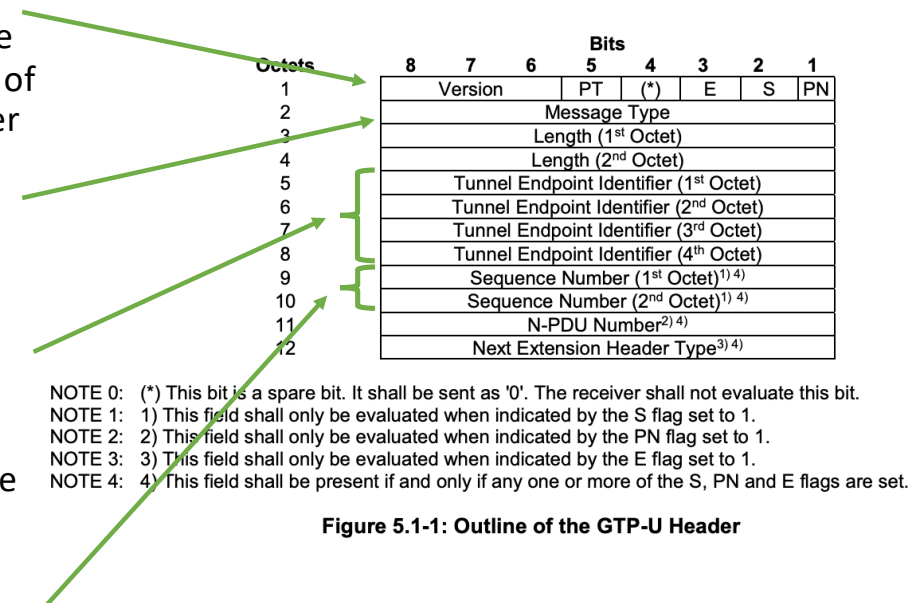 e
of
er
e
Bits
Octets 8 7 6 5 4 3 2 1
1 Version PT (*) E S PN
2 Message Type
3 Length (1st Octet)
4 Length (2nd Octet)
5 Tunnel Endpoint Identifier (1st Octet)
6 Tunnel Endpoint Identifier (2nd Octet)
7 Tunnel Endpoint Identifier (3rd Octet)
8 Tunnel Endpoint Identifier (4th Octet)
9 Sequence Number (1st Octet)1) 4)
10 Sequence Number (2nd Octet)1) 4)
11 N-PDU Number2) 4)
12 Next Extension Header Type3) 4)
NOTE 0: (*) This bit is a spare bit. It shall be sent as '0'. The receiver shall not evaluate this bit.
NOTE 1: 1) This field shall only be evaluated when indicated by the S flag set to 1.
NOTE 2: 2) This field shall only be evaluated when indicated by the PN flag set to 1.
NOTE 3: 3) This field shall only be evaluated when indicated by the E flag set to 1.
NOTE 4: 4) This field shall be present if and only if any one or more of the S, PN and E flags are set.
Figure 5.1-1: Outline of the GTP-U Header